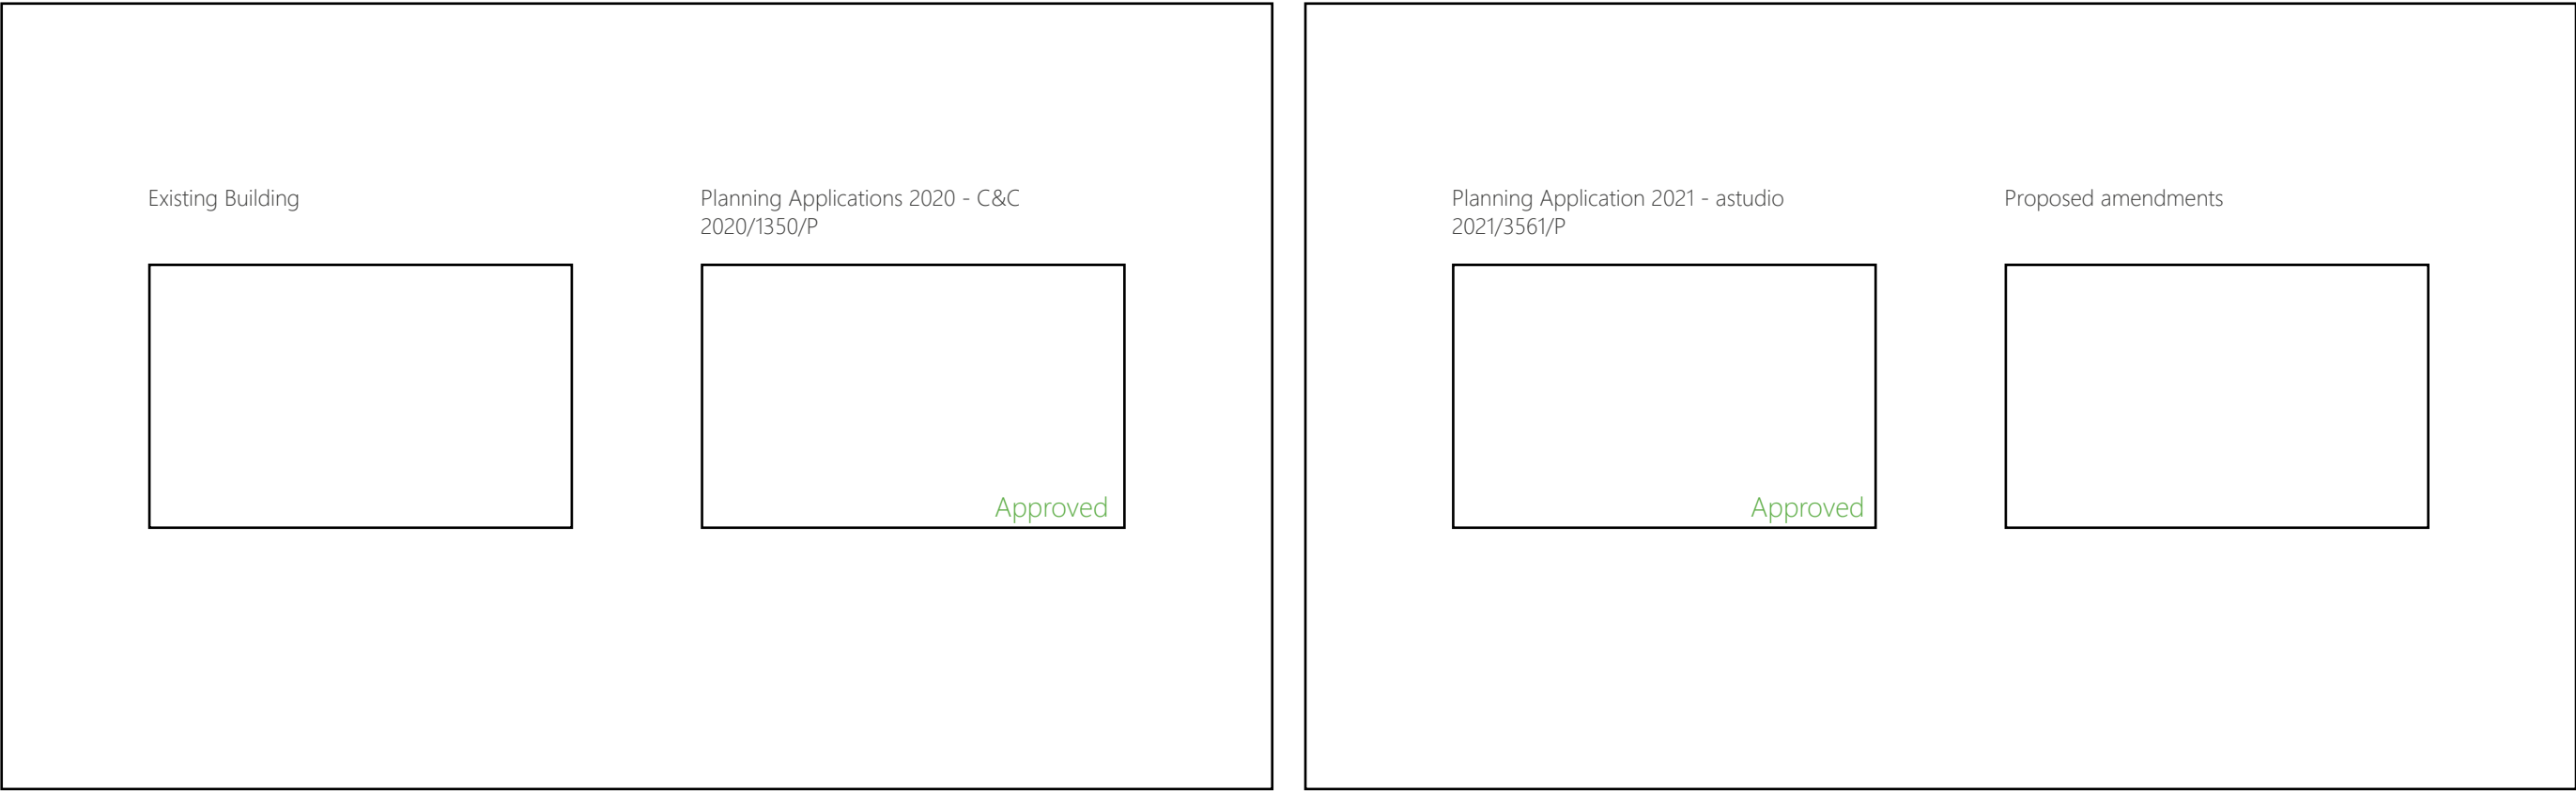 Existing Building
Planning Applications 2020 - C&C
2020/1350/P
Approved
Planning Application 2021 - astudio
2021/3561/P
Approved
Proposed amendments